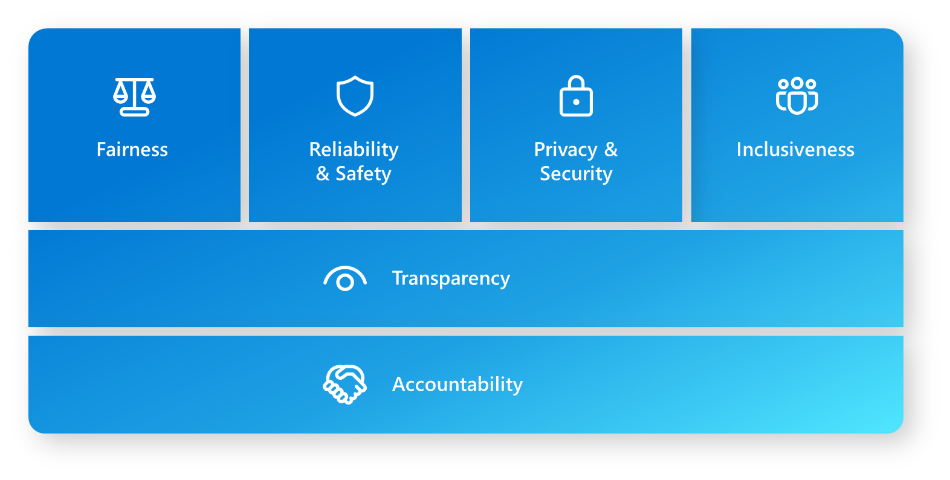 Fairness
Reliability
& Safety
Privacy &
Security
Inclusiveness
Transparency
Accountability